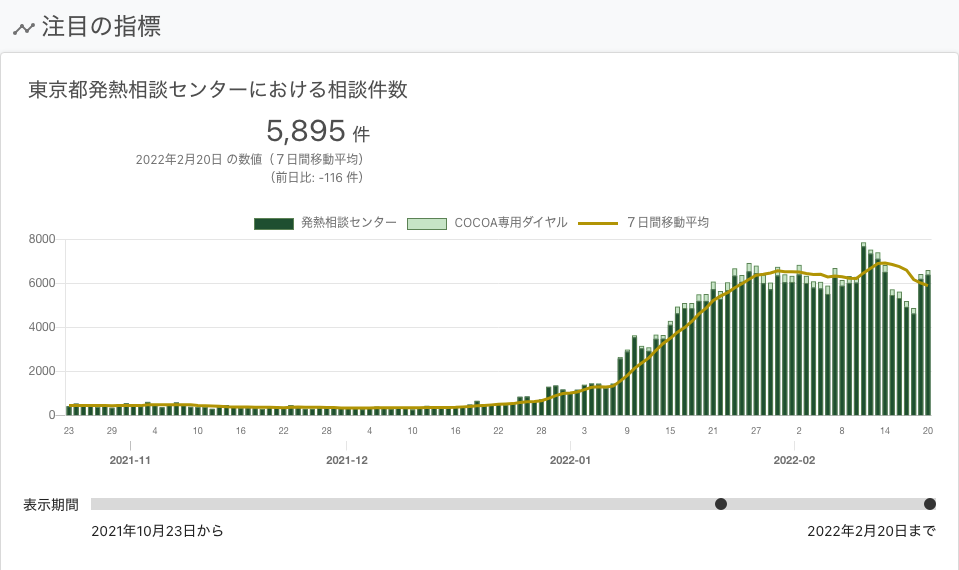 注目の指標
東京都発熱相談センターにおける相談件数
5,895 件
2022年2月20日 の数値（７日間移動平均）
（前日比: -116 件）
発熱相談センター COCOA専用ダイヤル ７日間移動平均
8000
6000
4000
2000
0
23 29 4 10 16 22 28 4 10 16 22 28 3 9 15 21 27 2 8 14 20
2021-11 2021-12 2022-01 2022-02
表示期間
2021年10月23日から 2022年2月20日まで